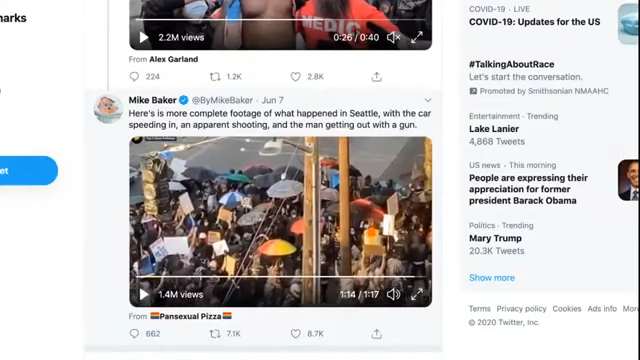 arks
et
MEDIC
2.2M views
0:26 / 0:40
From Alex Garland
224
1.2K
2.8K
Mike Baker @ByMikeBaker · Jun 7
Here's is more complete footage of what happened in Seattle, with the car
speeding in, an apparent shooting, and the man getting out with a gun.
1.4M views
1:14 / 1:17
From Pansexual Pizza
662
7.1K
8.7K
COVID-19 · LIVE
COVID-19: Updates for the US
#TalkingAboutRace
Let's start the conversation.
Promoted by Smithsonian NMAAHC
Entertainment · Trending
Lake Lanier
4,868 Tweets
US news · This morning
People are expressing their
appreciation for former
president Barack Obama
Politics · Trending
Mary Trump
20.3K Tweets
Show more
Terms Privacy policy Cookies Ads info Mor
© 2020 Twitter, Inc.